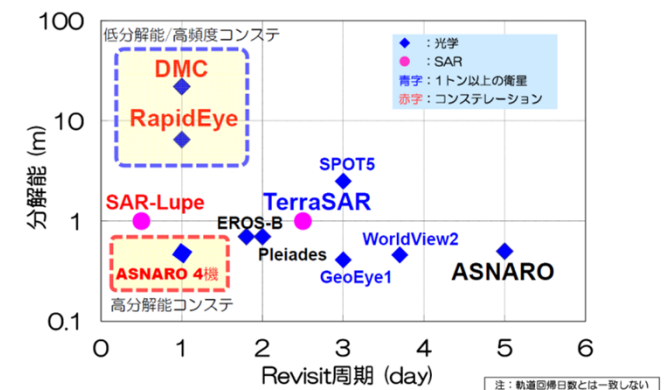 100
低分解能/高頻度コンステ
DMC
RapidEye
◆ : 光学
● : SAR
青字 : 1トン以上の衛星
赤字 : コンステレーション
10
分解能 (m)
SPOT5
SAR-Lupe
TerraSAR
1
EROS-B
Pleiades
WorldView2
GeoEye1
ASNARO
ASNARO 4機
高分解能コンステ
0.1
0 1 2 3 4 5 6
Revisit周期 (day)
注：軌道回帰日数とは一致しない